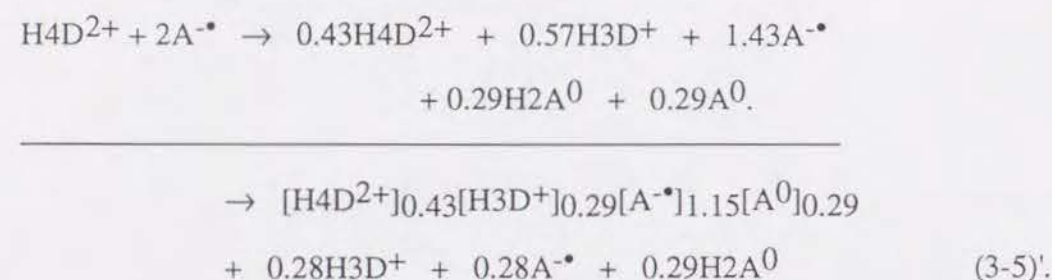 H4D²⁺ + 2A⁻• → 0.43H4D²⁺ + 0.57H3D⁺ + 1.43A⁻•
+ 0.29H2A⁰ + 0.29A⁰.
→ [H4D²⁺]0.43[H3D⁺]0.29[A⁻•]1.15[A⁰]0.29
+ 0.28H3D⁺ + 0.28A⁻• + 0.29H2A⁰ (3-5)'.